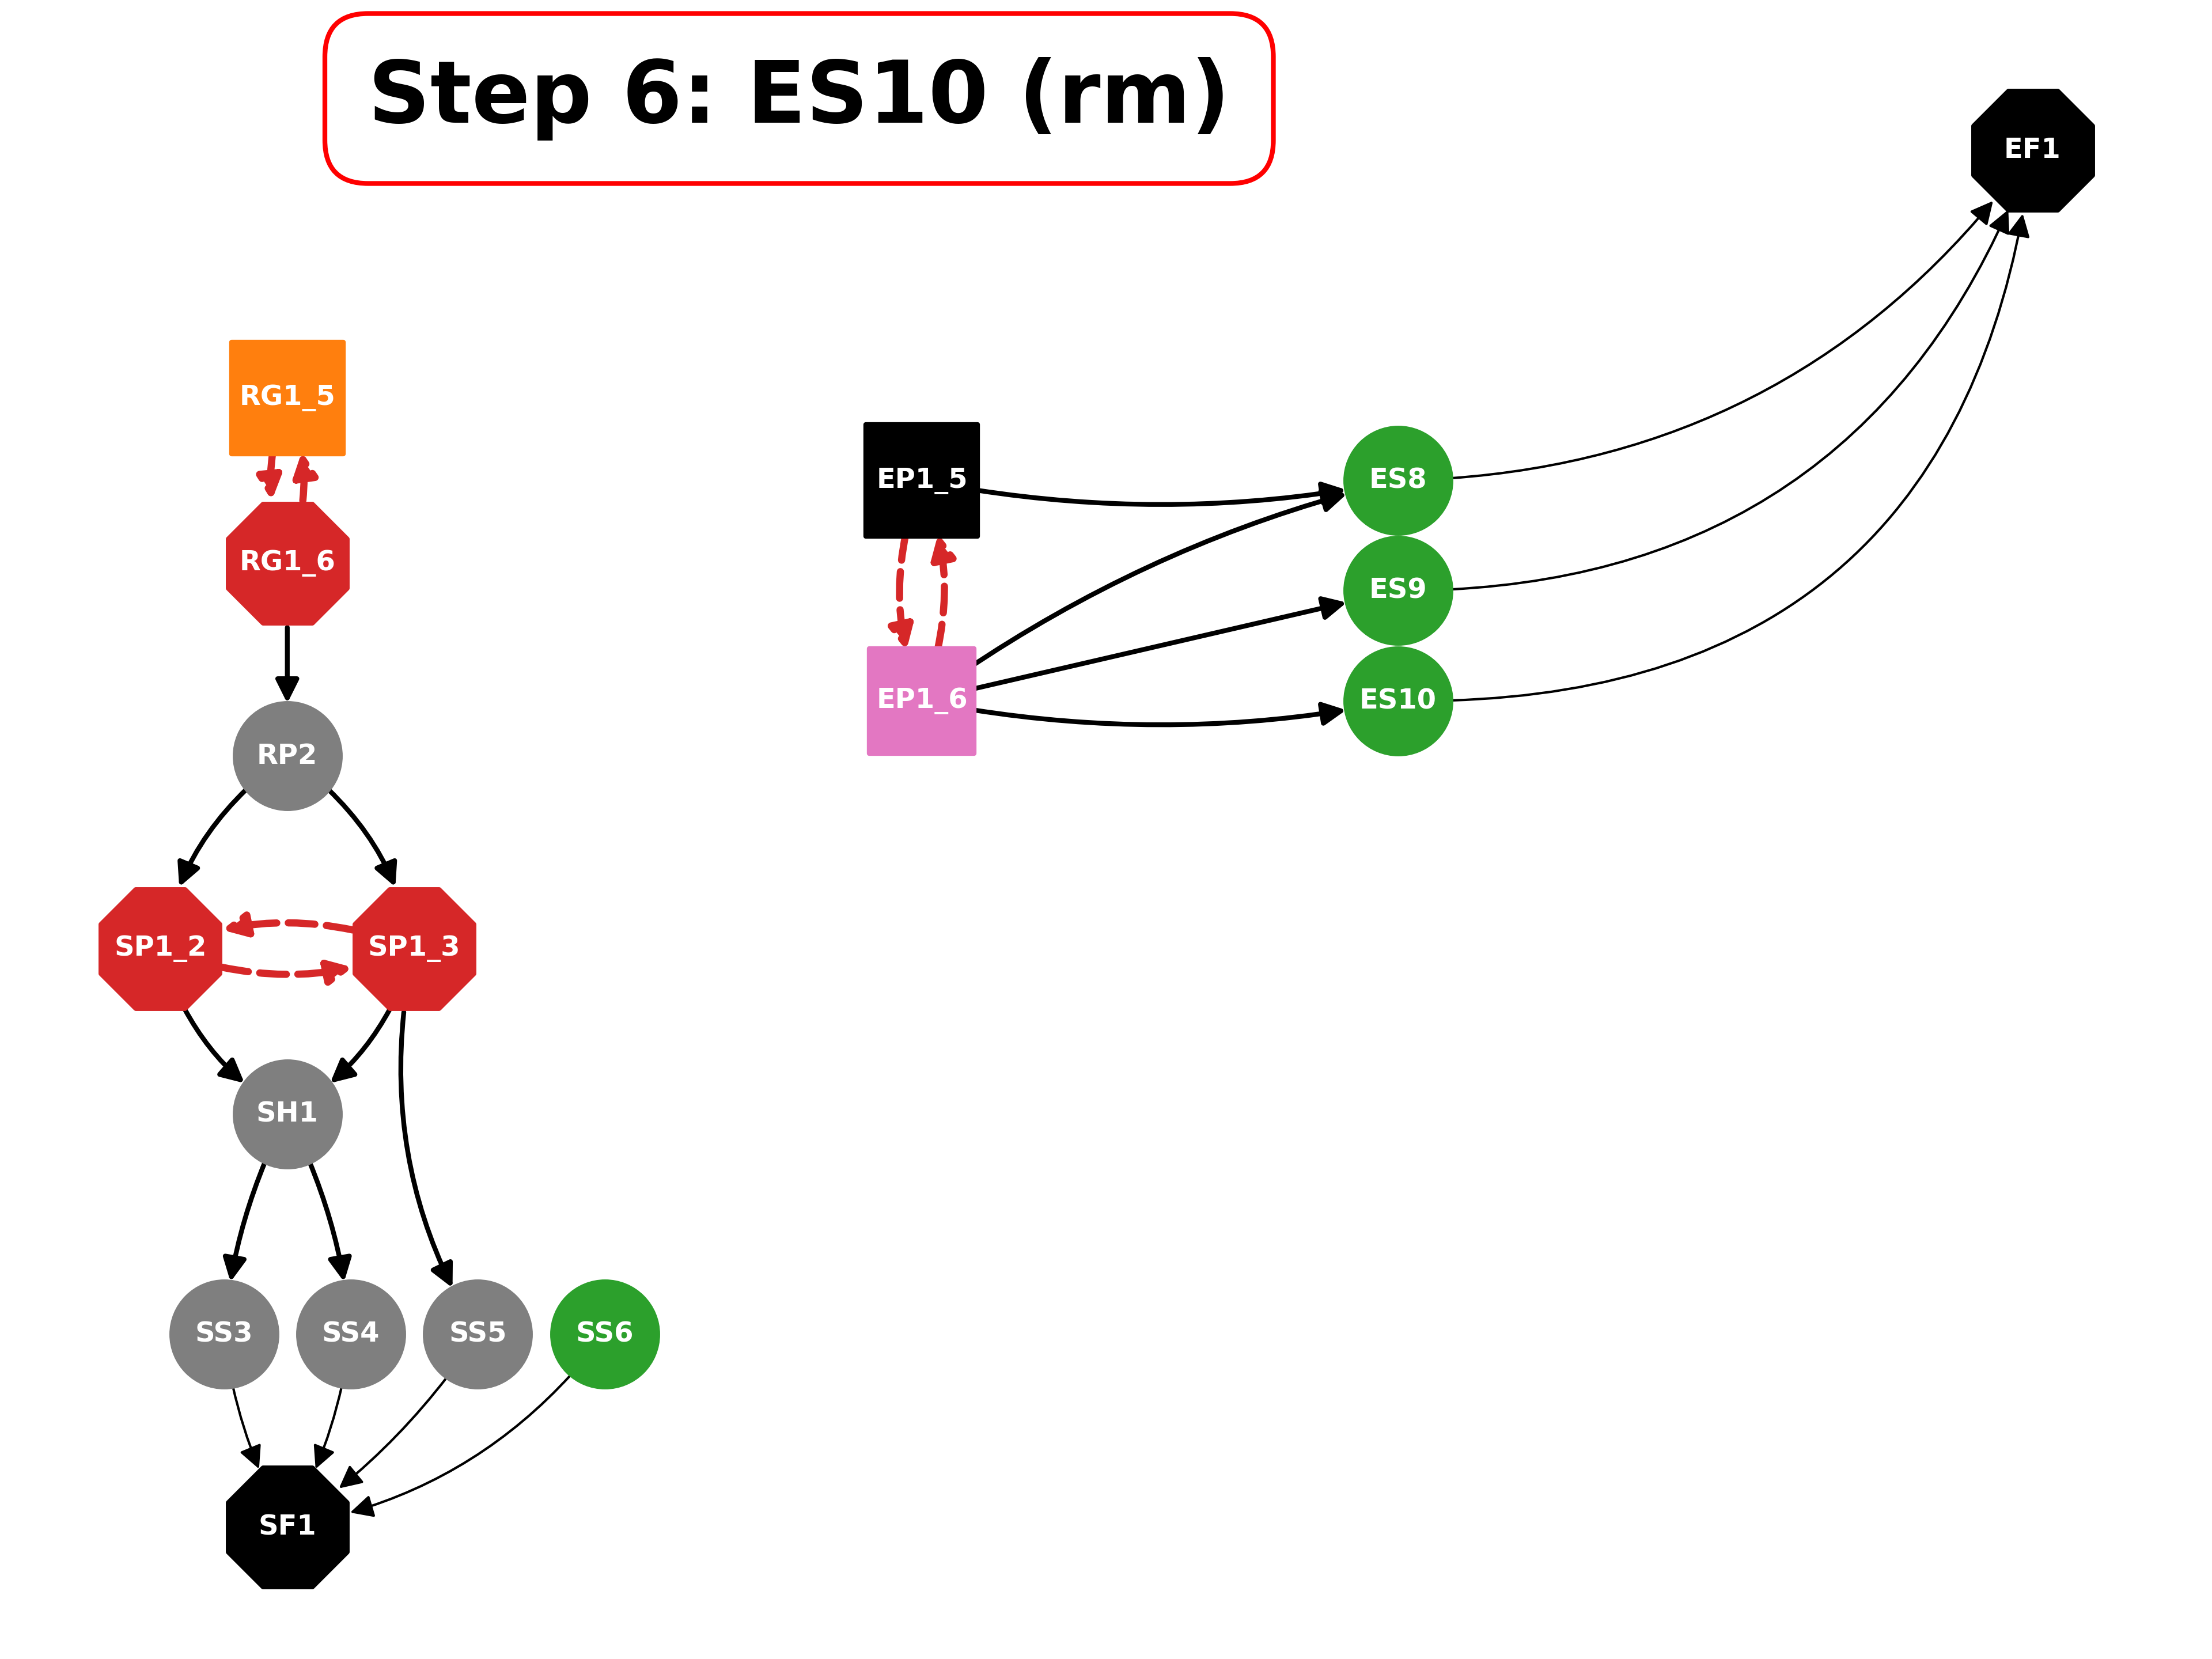 Step 6: ES10 (rm)
EF1
RG1_5
EP1_5
ES8
RG1_6
ES9
EP1_6
ES10
RP2
SP1_2
SP1_3
SH1
SS3
SS4
SS5
SS6
SF1